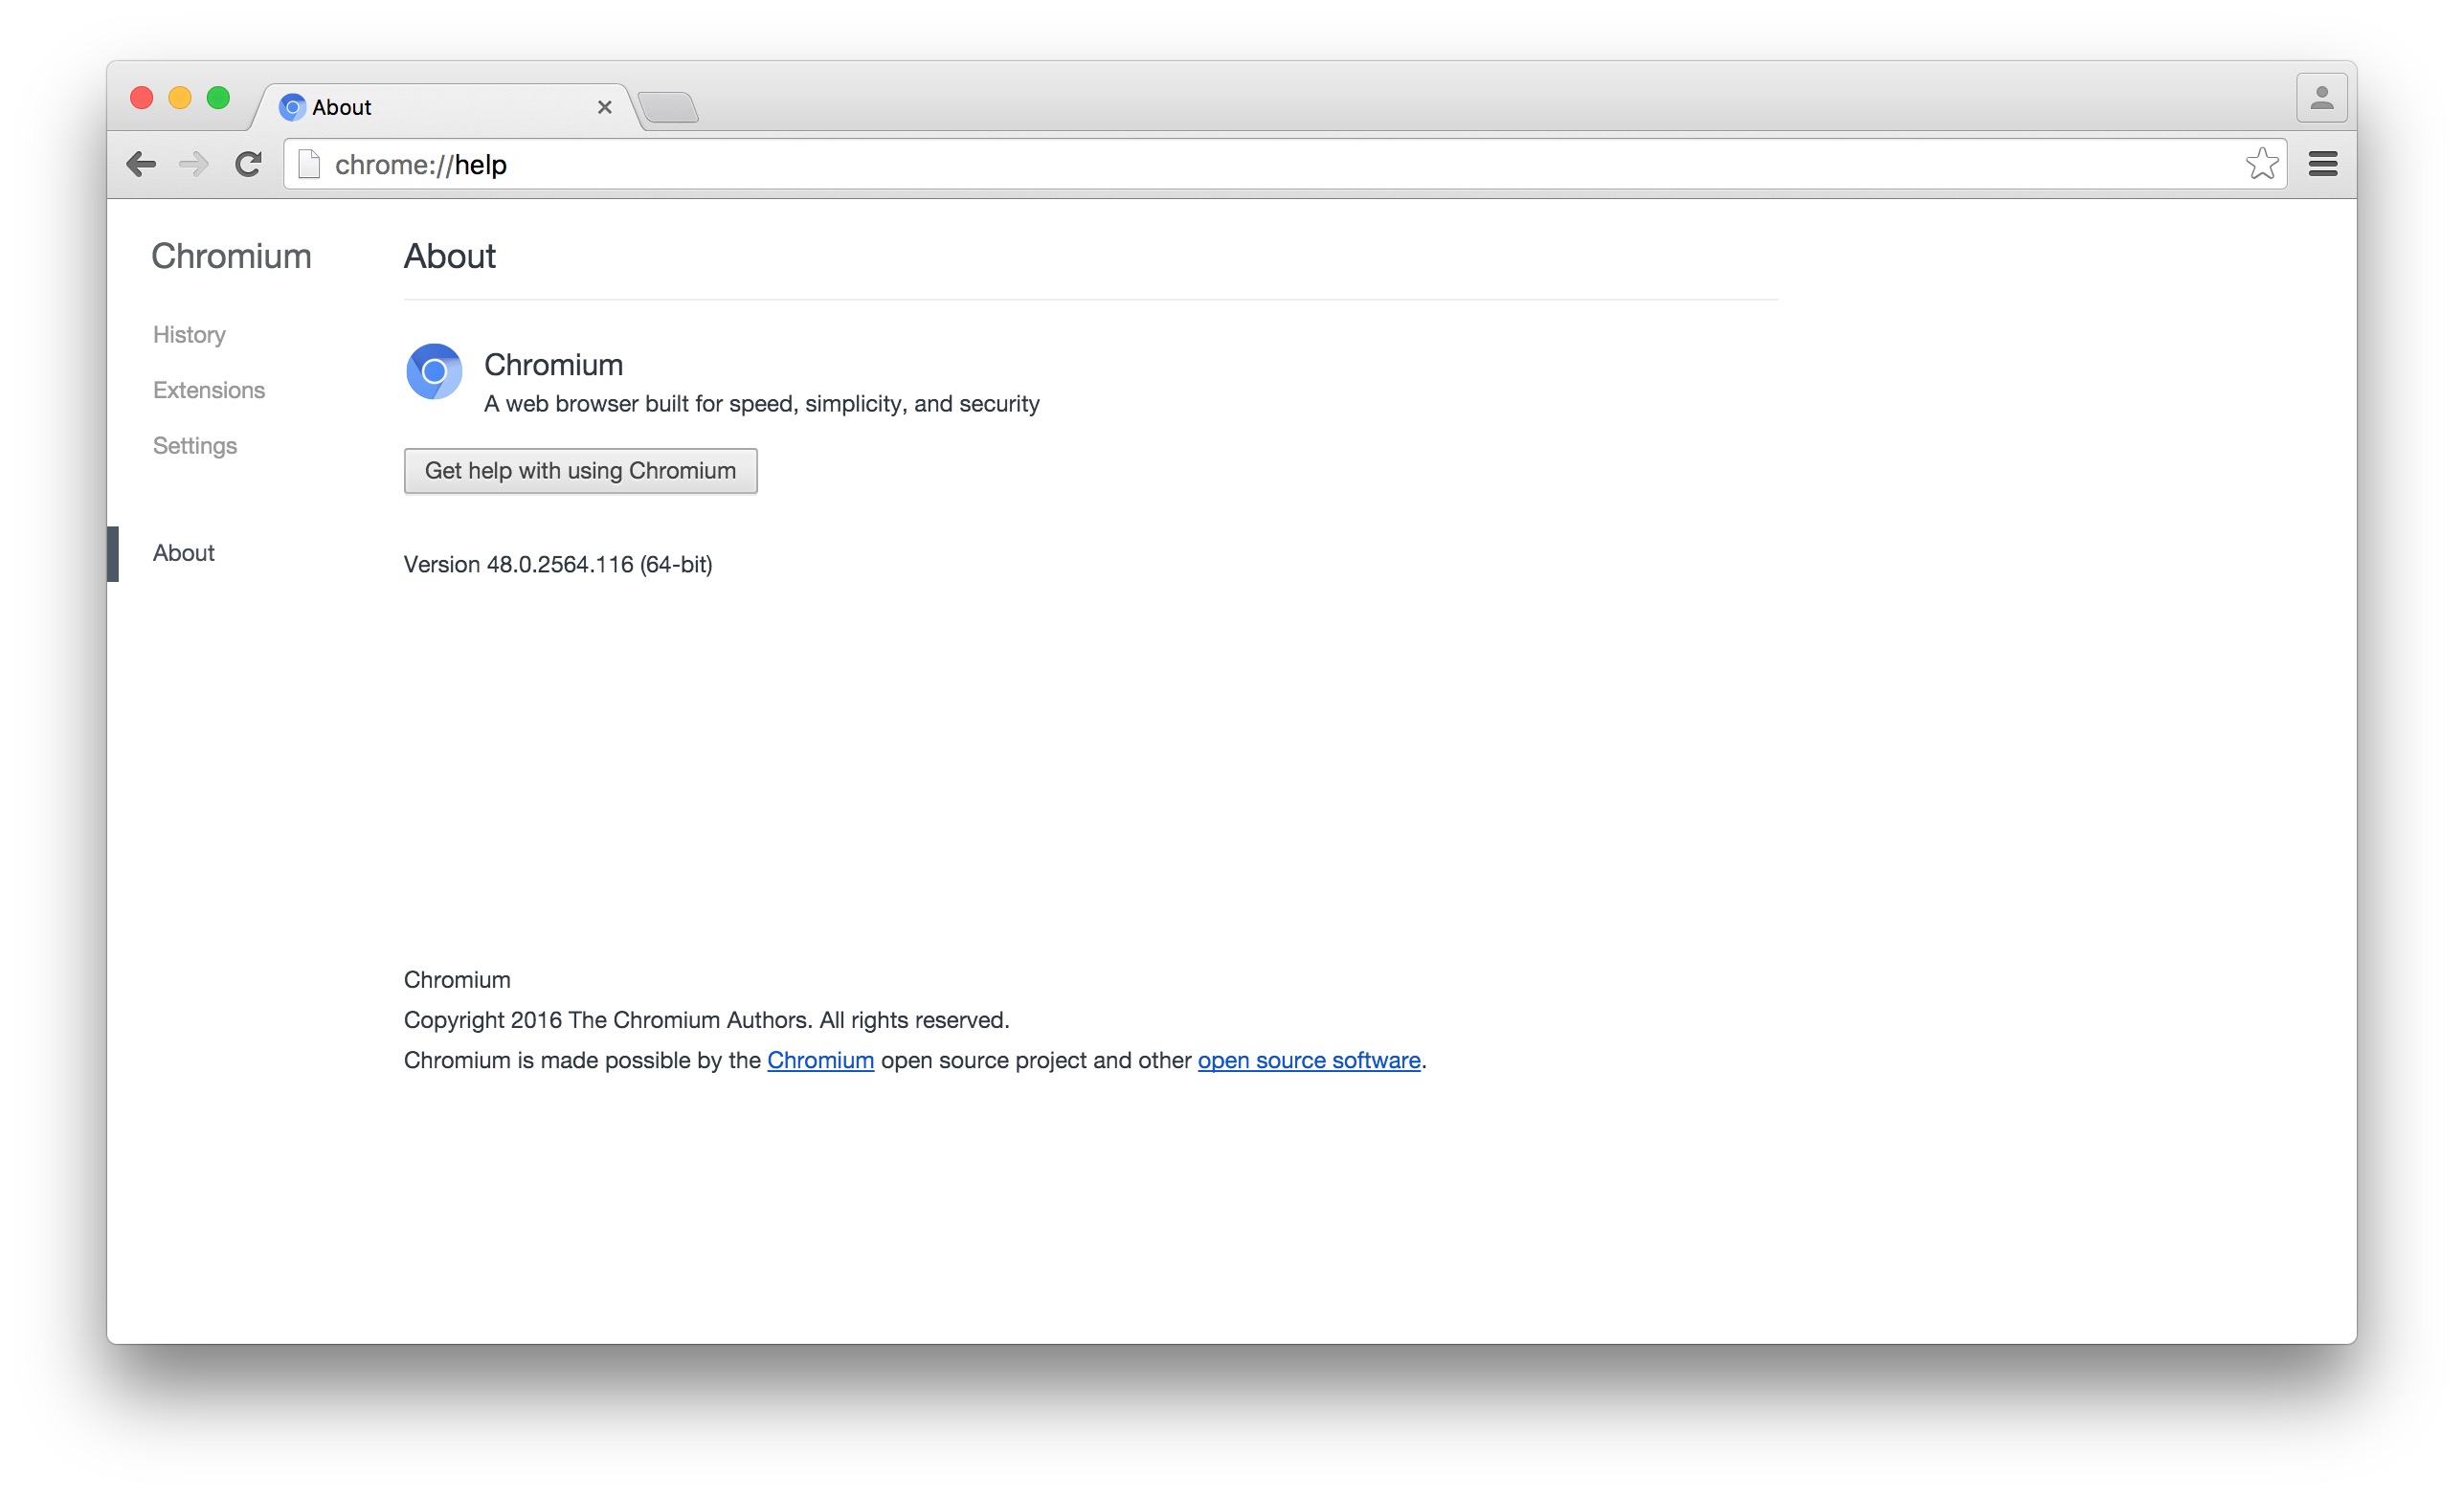 About
chrome://help
Chromium
About
History
Extensions
Settings
About
Chromium
A web browser built for speed, simplicity, and security
Get help with using Chromium
Version 48.0.2564.116 (64-bit)
Chromium
Copyright 2016 The Chromium Authors. All rights reserved.
Chromium is made possible by the Chromium open source project and other open source software.